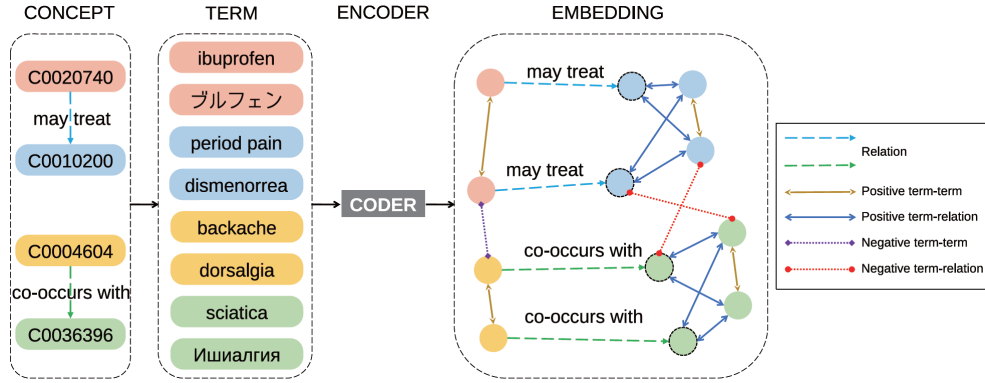 CONCEPT
TERM
ENCODER
EMBEDDING
C0020740
may treat
C0010200
C0004604
co-occurs with
C0036396
ibuprofen
ブルフェン
period pain
dismenorrea
backache
dorsalgia
sciatica
Ишиалгия
CODER
may treat
may treat
co-occurs with
co-occurs with
Relation
Positive term-term
Positive term-relation
Negative term-term
Negative term-relation